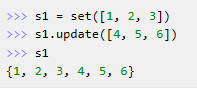 >>> s1 = set([1, 2, 3])
>>> s1.update([4, 5, 6])
>>> s1
{1, 2, 3, 4, 5, 6}